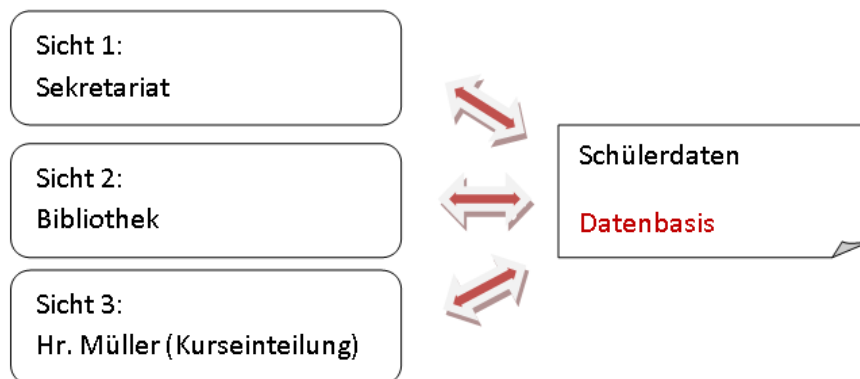 Sicht 1:
Sekretariat
Sicht 2:
Bibliothek
Sicht 3:
Hr. Müller (Kurseinteilung)
Schülerdaten
Datenbasis